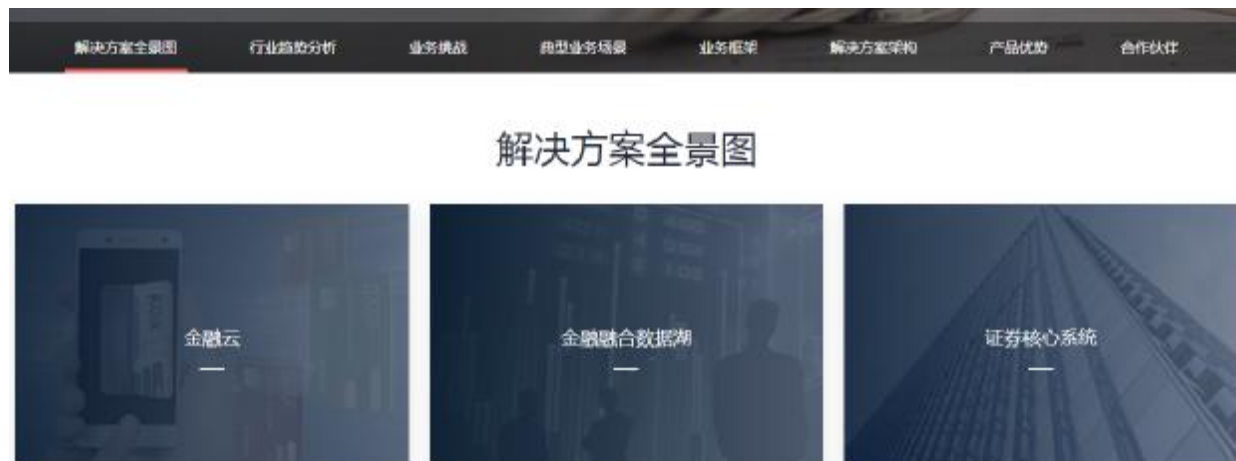 解决方案全景图 行业趋势分析 业务挑战 典型业务场景 业务框架 解决方案架构 产品优势 合作伙伴
解决方案全景图
金融云 金融融合数据湖 证券核心系统